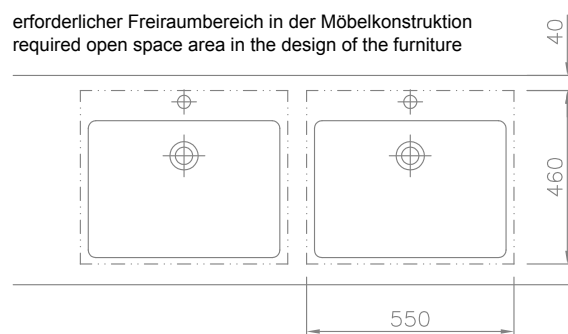 erforderlicher Freiraumbereich in der Möbelkonstruktion
required open space area in the design of the furniture
40
460
550